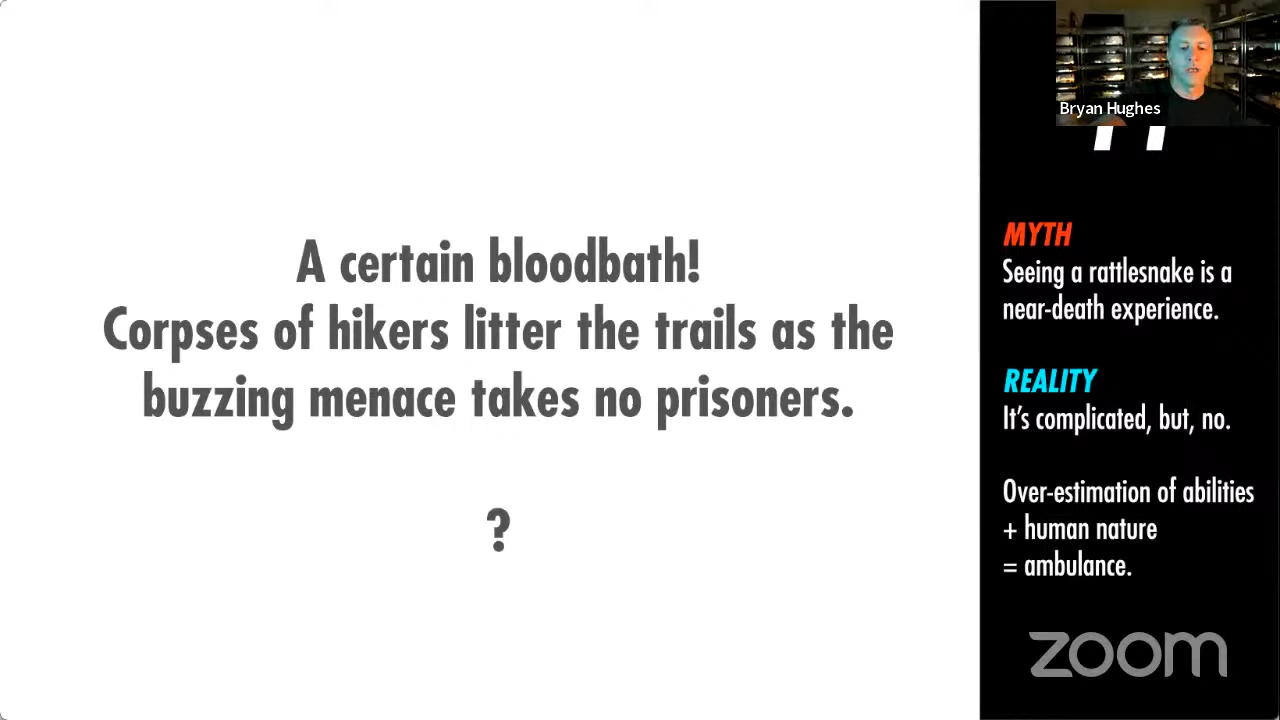 A certain bloodbath!
Corpses of hikers litter the trails as the
buzzing menace takes no prisoners.
?
Bryan Hughes
MYTH
Seeing a rattlesnake is a
near-death experience.
REALITY
It's complicated, but, no.
Over-estimation of abilities
+ human nature
= ambulance.
zoom